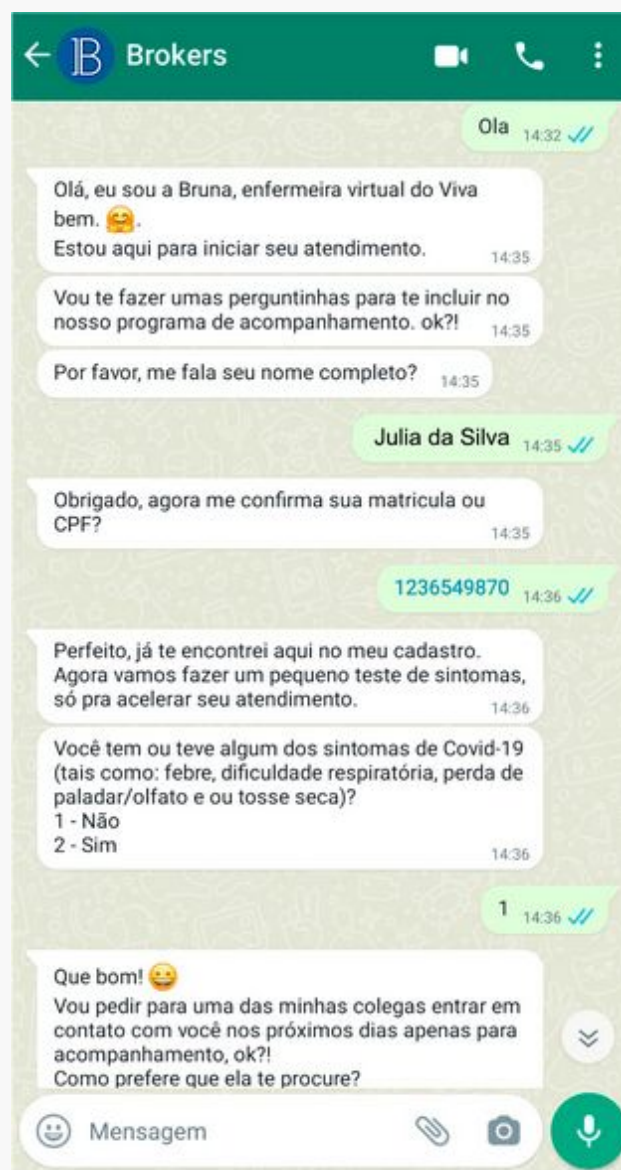 B Brokers
Ola 14:32
Olá, eu sou a Bruna, enfermeira virtual do Viva
bem. 🤗.
Estou aqui para iniciar seu atendimento. 14:35
Vou te fazer umas perguntinhas para te incluir no
nosso programa de acompanhamento. ok?! 14:35
Por favor, me fala seu nome completo? 14:35
Julia da Silva 14:35
Obrigado, agora me confirma sua matricula ou
CPF? 14:35
1236549870 14:36
Perfeito, já te encontrei aqui no meu cadastro.
Agora vamos fazer um pequeno teste de sintomas,
só pra acelerar seu atendimento. 14:36
Você tem ou teve algum dos sintomas de Covid-19
(tais como: febre, dificuldade respiratória, perda de
paladar/olfato e ou tosse seca)?
1 - Não
2 - Sim 14:36
1 14:36
Que bom! 😀
Vou pedir para uma das minhas colegas entrar em
contato com você nos próximos dias apenas para
acompanhamento, ok?!
Como prefere que ela te procure?
Mensagem